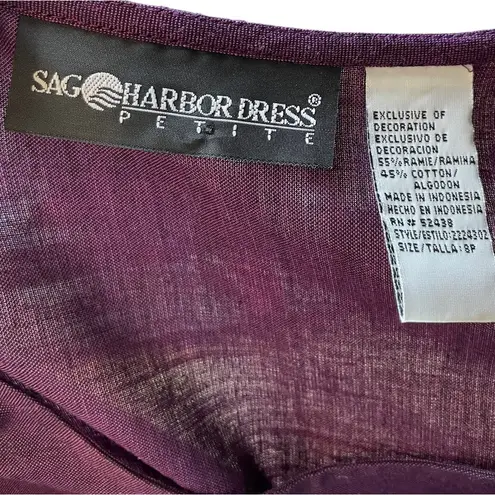 SAG HARBOR DRESS®
PETITE
EXCLUSIVE OF
DECORATION
EXCLUSIVO DE
DECORACION
55% RAMIE/RAMINA
45% COTTON/
ALGODON
MADE IN INDONESIA
HECHO EN INDONESIA
RN # 52438
STYLE/ESTILO:2224302
SIZE/TALLA:8P